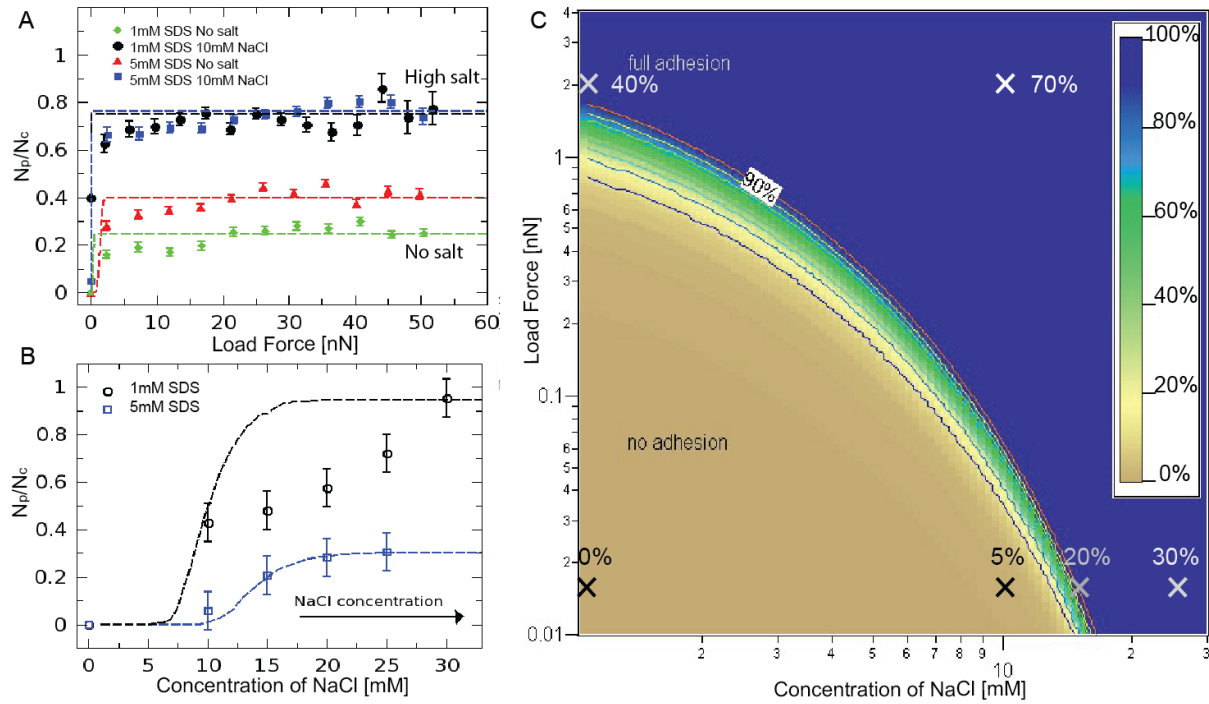 A
1mM SDS No salt
1mM SDS 10mM NaCl
5mM SDS No salt
5mM SDS 10mM NaCl
High salt
No salt
1
0.8
0.6
0.4
0.2
0
Np/Nc
0 10 20 30 40 50 60
Load Force [nN]
B
1mM SDS
5mM SDS
1
0.8
0.6
0.4
0.2
0
Np/Nc
NaCl concentration
0 5 10 15 20 25 30
Concentration of NaCl [mM]
C
full adhesion
40%
70%
90%
no adhesion
0%
5%
20%
30%
100%
80%
60%
40%
20%
0%
4
3
2
1
6
5
4
3
2
0.1
6
5
4
3
2
0.01
Load Force [nN]
2 3 4 5 6 7 8 9 10 2 3
Concentration of NaCl [mM]